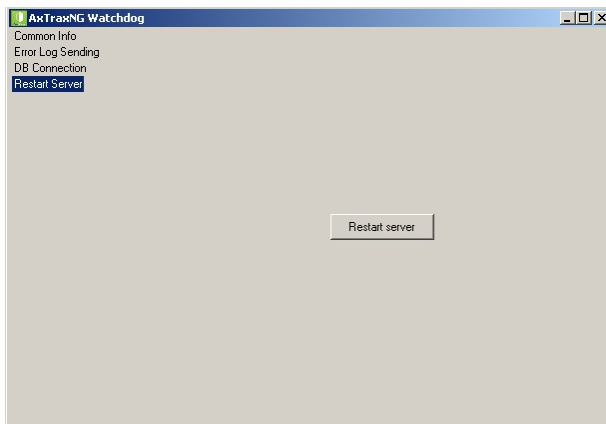 AxTraxNG Watchdog
Common Info
Error Log Sending
DB Connection
Restart Server
Restart server